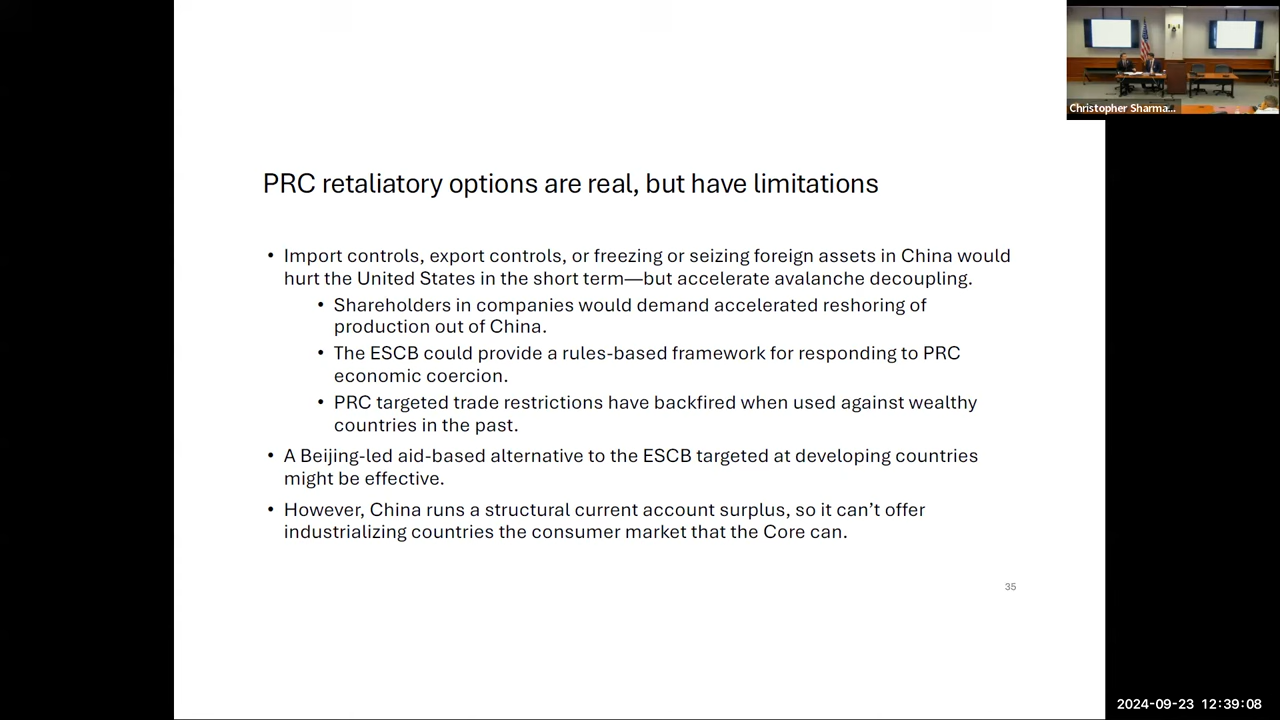 Christopher Sharma...
PRC retaliatory options are real, but have limitations
• Import controls, export controls, or freezing or seizing foreign assets in China would
hurt the United States in the short term—but accelerate avalanche decoupling.
• Shareholders in companies would demand accelerated reshoring of
production out of China.
• The ESCB could provide a rules-based framework for responding to PRC
economic coercion.
• PRC targeted trade restrictions have backfired when used against wealthy
countries in the past.
• A Beijing-led aid-based alternative to the ESCB targeted at developing countries
might be effective.
• However, China runs a structural current account surplus, so it can’t offer
industrializing countries the consumer market that the Core can.
35
2024-09-23 12:39:08